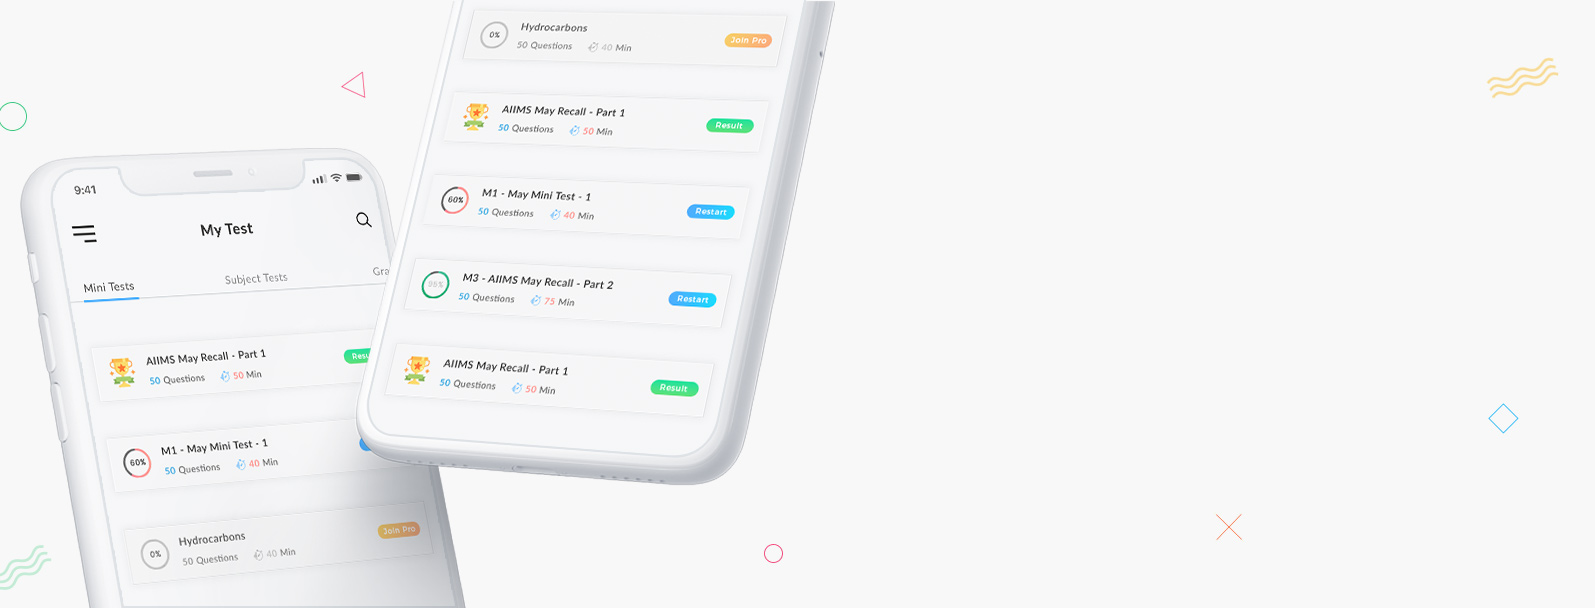 9:41
My Test
Mini Tests
Subject Tests
Gra
AIIMS May Recall - Part 1
50 Questions 50 Min
Resu
M1 - May Mini Test - 1
60%
50 Questions 40 Min
Hydrocarbons
0%
50 Questions 40 Min
Join Pro
Hydrocarbons
0%
50 Questions 40 Min
Join Pro
AIIMS May Recall - Part 1
50 Questions 50 Min
Result
M1 - May Mini Test - 1
60%
50 Questions 40 Min
Restart
M3 - AIIMS May Recall - Part 2
96%
50 Questions 75 Min
Restart
AIIMS May Recall - Part 1
50 Questions 50 Min
Result